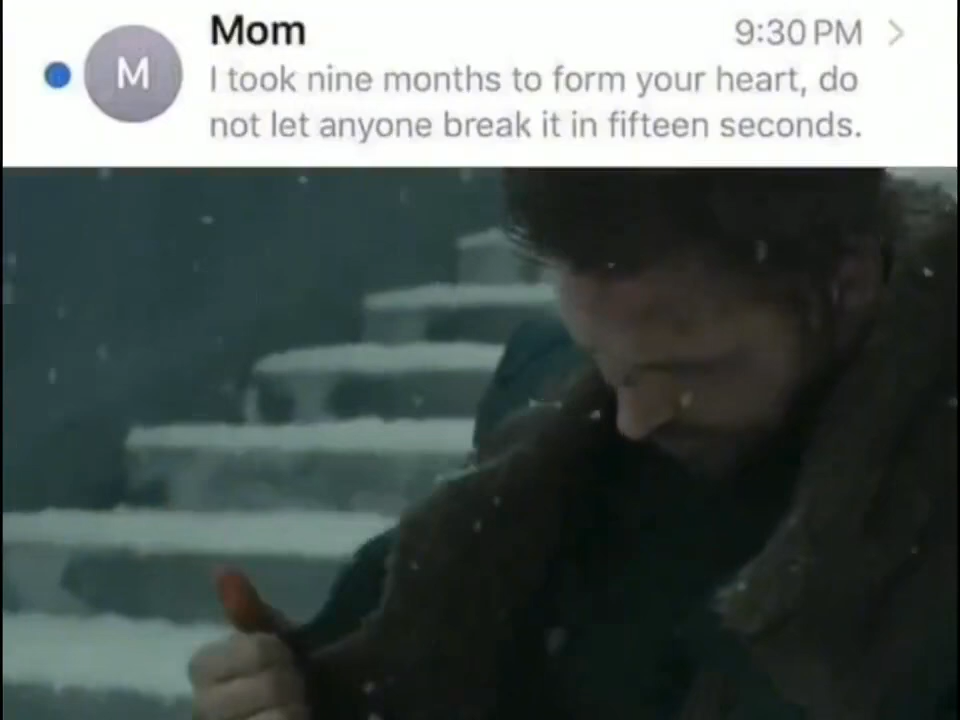 Mom
9:30 PM
M
I took nine months to form your heart, do
not let anyone break it in fifteen seconds.